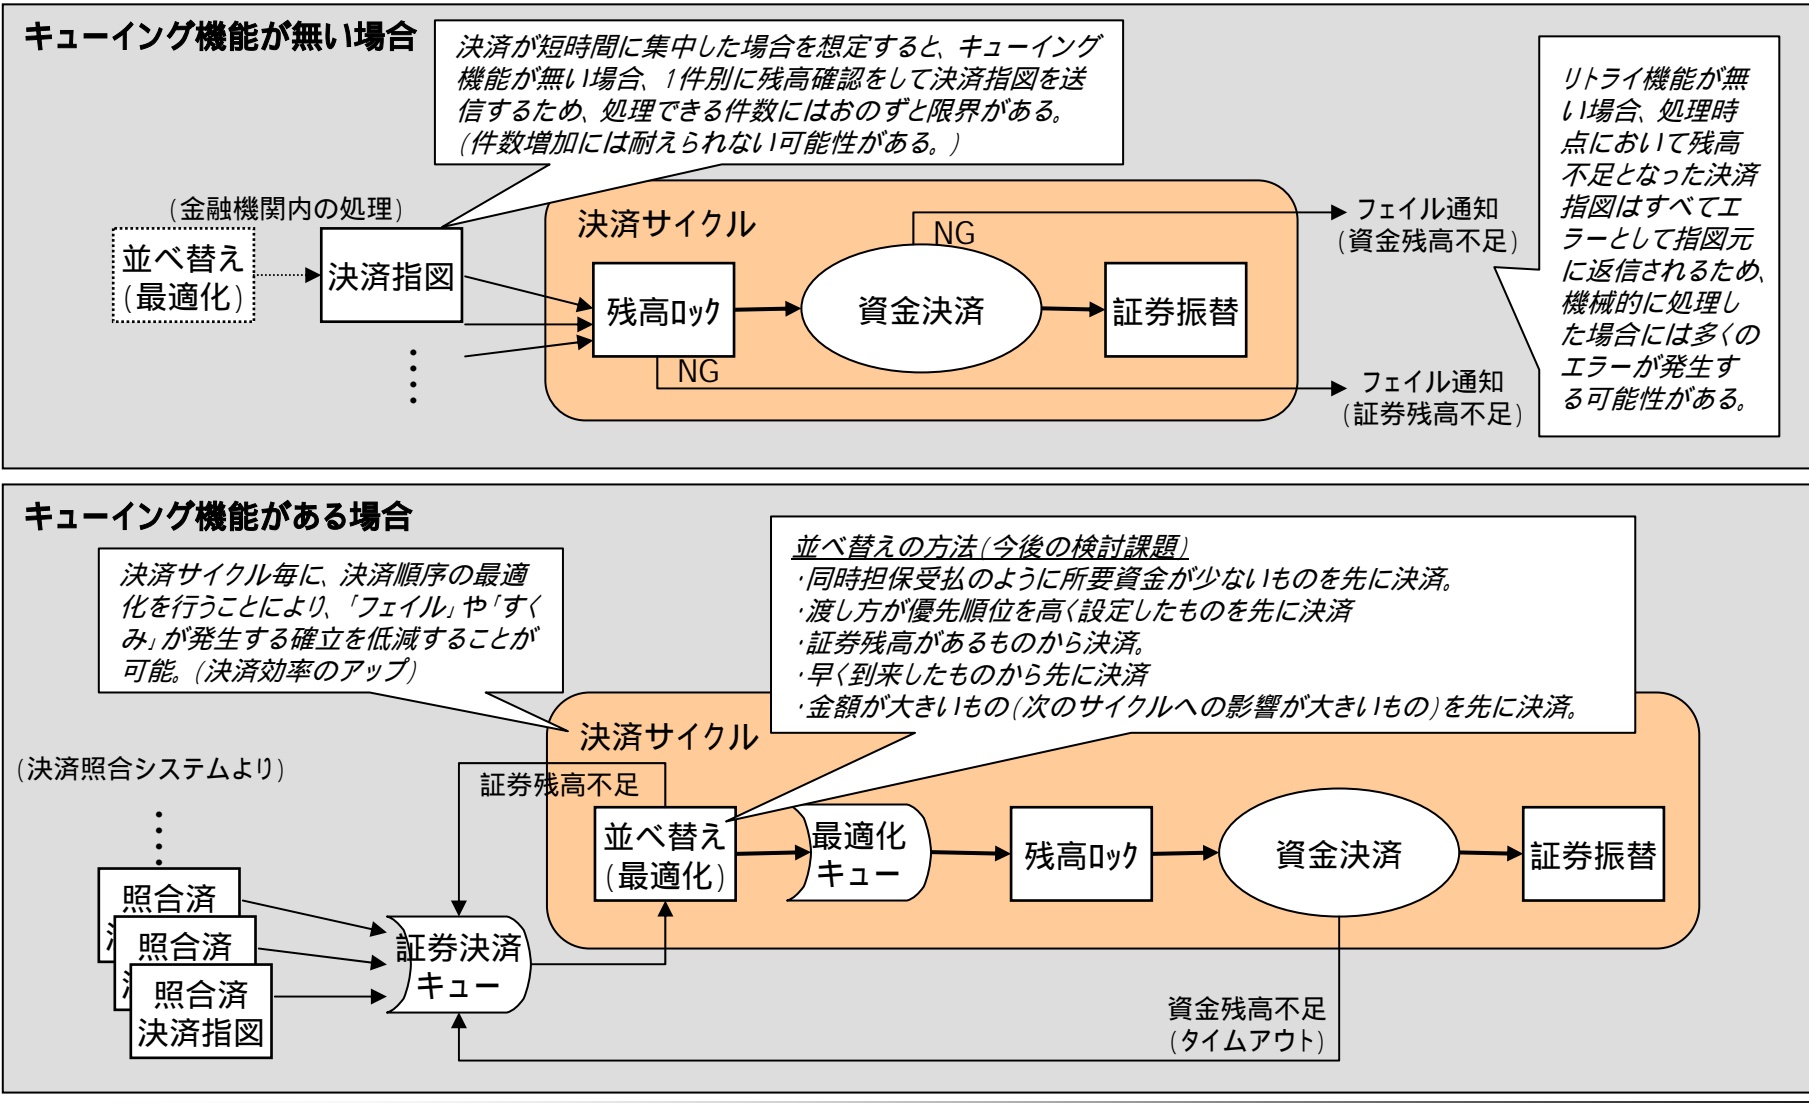 キューイング機能が無い場合
決済が短時間に集中した場合を想定すると、キューイング
機能が無い場合、1件別に残高確認をして決済指図を送
信するため、処理できる件数にはおのずと限界がある。
(件数増加には耐えられない可能性がある。)
リトライ機能が無
い場合、処理時
点において残高
不足となった決済
指図はすべてエ
ラーとして指図元
に返信されるため、
機械的に処理し
た場合には多くの
エラーが発生す
る可能性がある。
(金融機関内の処理)
並べ替え
(最適化)
決済指図
・・・・
決済サイクル
残高ロック
NG
資金決済
NG
証券振替
フェイル通知
(資金残高不足)
フェイル通知
(証券残高不足)
キューイング機能がある場合
決済サイクル毎に、決済順序の最適
化を行うことにより、「フェイル」や「すく
み」が発生する確立を低減することが
可能。(決済効率のアップ)
並べ替えの方法(今後の検討課題)
・同時担保受払のように所要資金が少ないものを先に決済。
・渡し方が優先順位を高く設定したものを先に決済
・証券残高があるものから決済。
・早く到来したものから先に決済
・金額が大きいもの(次のサイクルへの影響が大きいもの)を先に決済。
決済サイクル
(決済照合システムより)
・・・・
証券残高不足
並べ替え
(最適化)
最適化
キュー
残高ロック
資金決済
証券振替
照合済
照合済
照合済
決済指図
証券決済
キュー
資金残高不足
(タイムアウト)